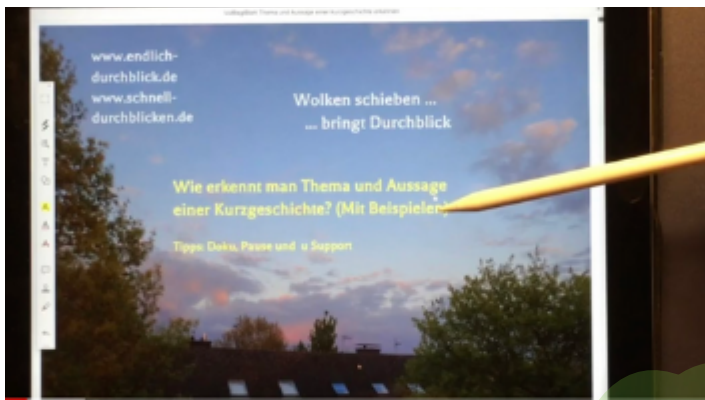 www.endlich-
durchblick.de
www.schnell-
durchblicken.de
Wolken schieben ...
.... bringt Durchblick
Wie erkennt man Thema und Aussage
einer Kurzgeschichte? (Mit Beispielen)
Tipps: Doku, Pause und u Support